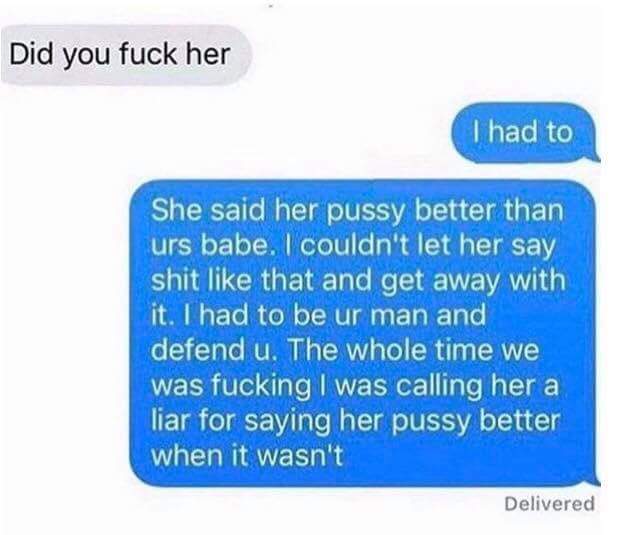 Did you fuck her
I had to
She said her pussy better than
urs babe. I couldn't let her say
shit like that and get away with
it. I had to be ur man and
defend u. The whole time we
was fucking I was calling her a
liar for saying her pussy better
when it wasn't
Delivered